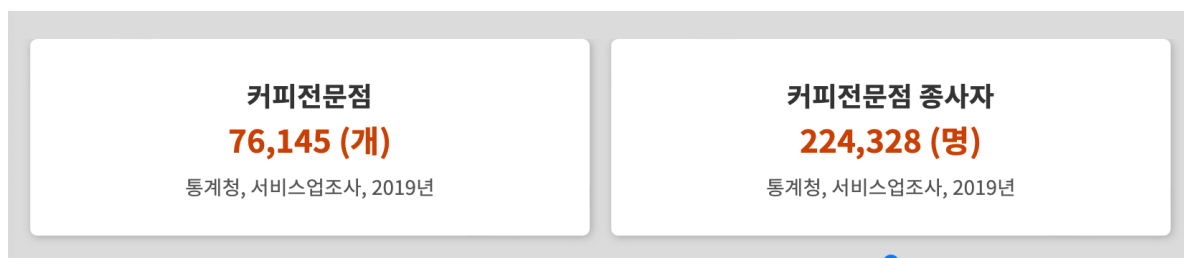 커피전문점
76,145 (개)
통계청, 서비스업조사, 2019년
커피전문점 종사자
224,328 (명)
통계청, 서비스업조사, 2019년